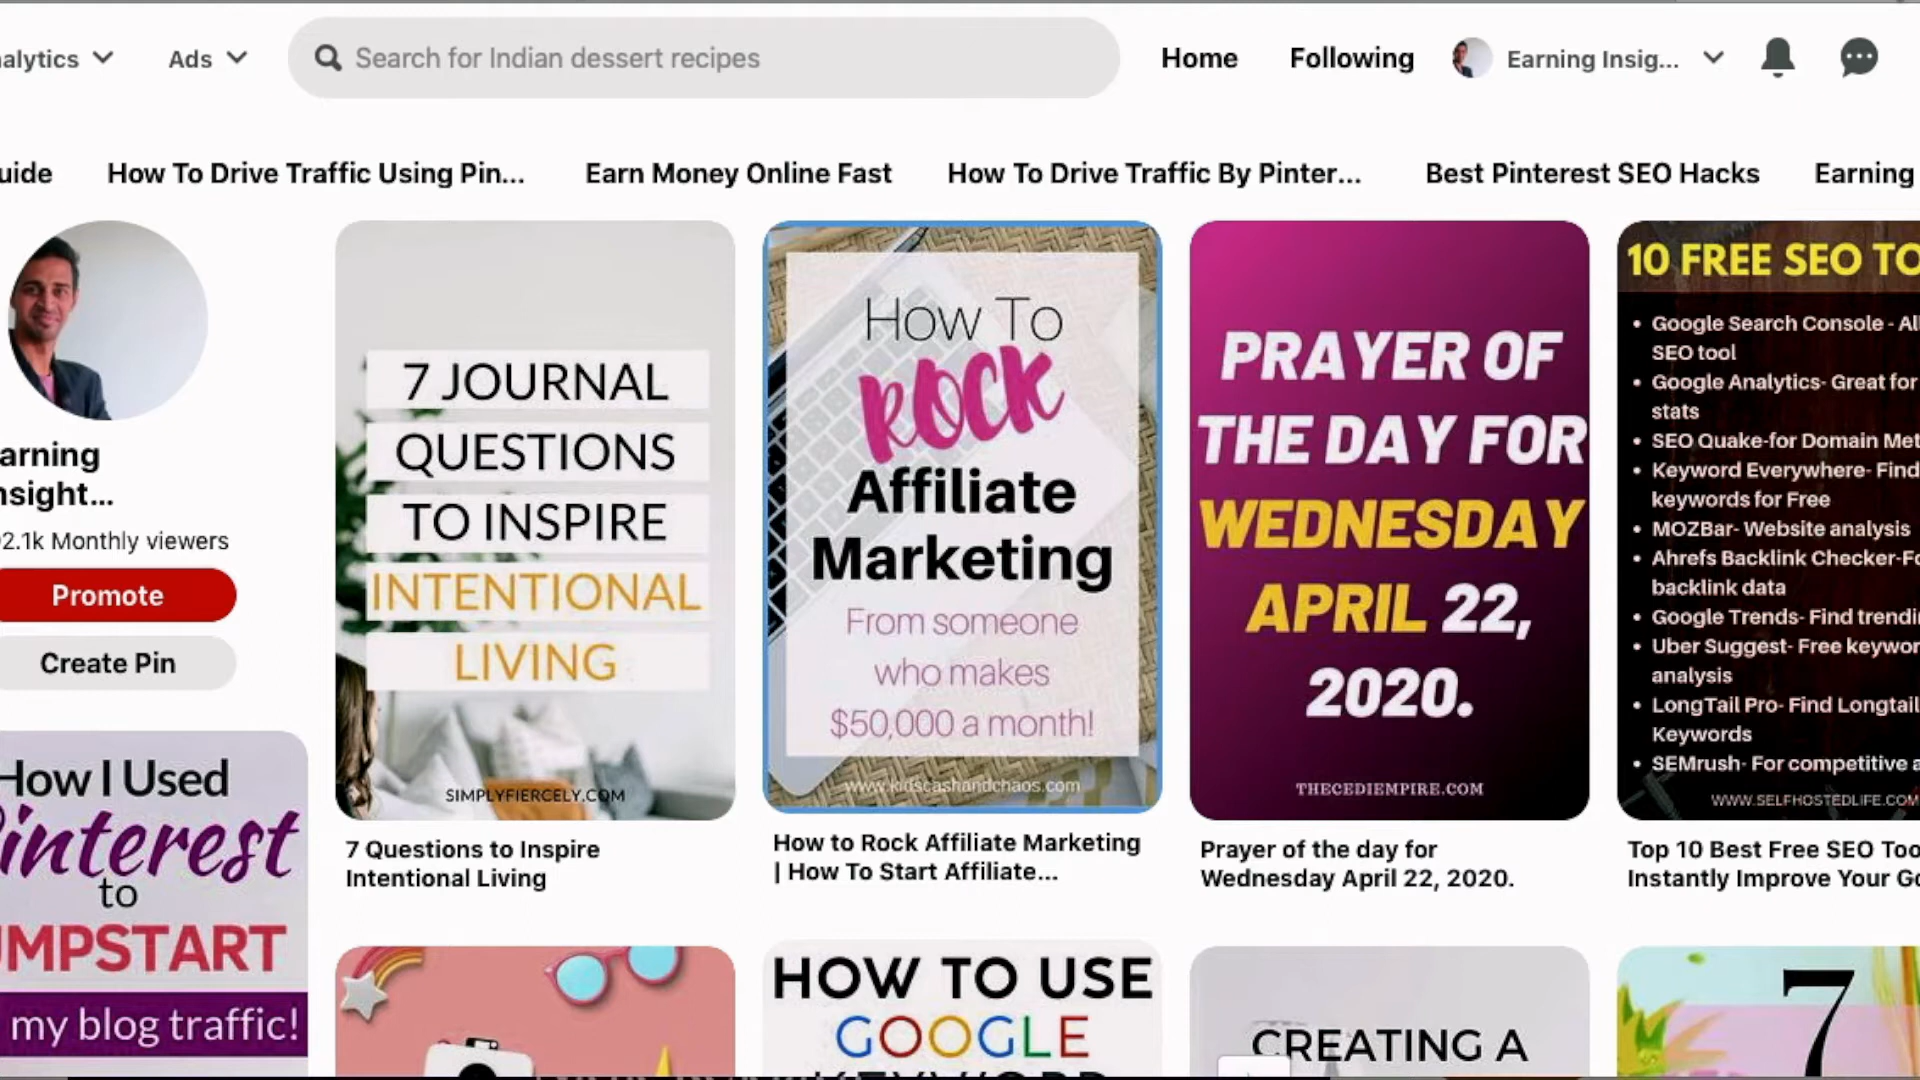 alytics
Ads
Search for Indian dessert recipes
Home
Following
Earning Insig...
uide
How To Drive Traffic Using Pin...
Earn Money Online Fast
How To Drive Traffic By Pinter...
Best Pinterest SEO Hacks
Earning
arning
nsight...
2.1k Monthly viewers
Promote
Create Pin
How I Used
interest
to
UMPSTART
my blog traffic!
7 JOURNAL
QUESTIONS
TO INSPIRE
INTENTIONAL
LIVING
SIMPLYFIERCELY.COM
7 Questions to Inspire
Intentional Living
How To
ROCK
Affiliate
Marketing
From someone
who makes
$50,000 a month!
www.kidscashandchaos.com
How to Rock Affiliate Marketing
| How To Start Affiliate...
PRAYER OF
THE DAY FOR
WEDNESDAY
APRIL 22,
2020.
THECEDIEMPIRE.COM
Prayer of the day for
Wednesday April 22, 2020.
10 FREE SEO TO
• Google Search Console - All
SEO tool
• Google Analytics- Great for
stats
• SEO Quake-for Domain Met
• Keyword Everywhere- Find
keywords for Free
• MOZBar- Website analysis
• Ahrefs Backlink Checker-Fo
backlink data
• Google Trends- Find trendi
• Uber Suggest- Free keywor
analysis
• LongTail Pro- Find Longtail
Keywords
• SEMrush- For competitive a
WWW.SELFHOSTEDLIFE.COM
Top 10 Best Free SEO Too
Instantly Improve Your Go
HOW TO USE
GOOGLE
CREATING A
7